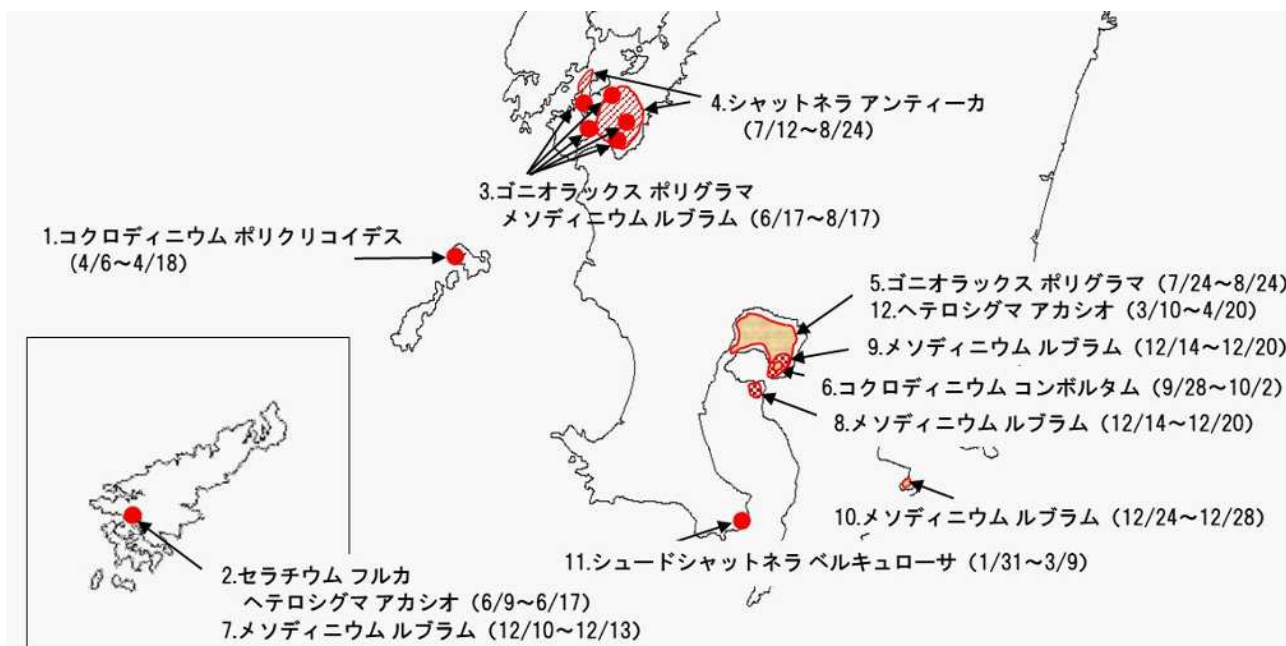 4.シャットネラ アンティーカ
(7/12～8/24)
3.ゴニオラックス ポリグラマ
メソディニウム ルブラム（6/17～8/17）
1.コクロディニウム ポリクリコイデス
(4/6～4/18)
5.ゴニオラックス ポリグラマ（7/24～8/24）
12.ヘテロシグマ アカシオ（3/10～4/20）
9.メソディニウム ルブラム（12/14～12/20）
6.コクロディニウム コンボルタム（9/28～10/2）
8.メソディニウム ルブラム（12/14～12/20）
10.メソディニウム ルブラム（12/24～12/28）
11.シュードシャットネラ ベルキュローサ（1/31～3/9）
2.セラチウム フルカ
ヘテロシグマ アカシオ（6/9～6/17）
7.メソディニウム ルブラム（12/10～12/13）